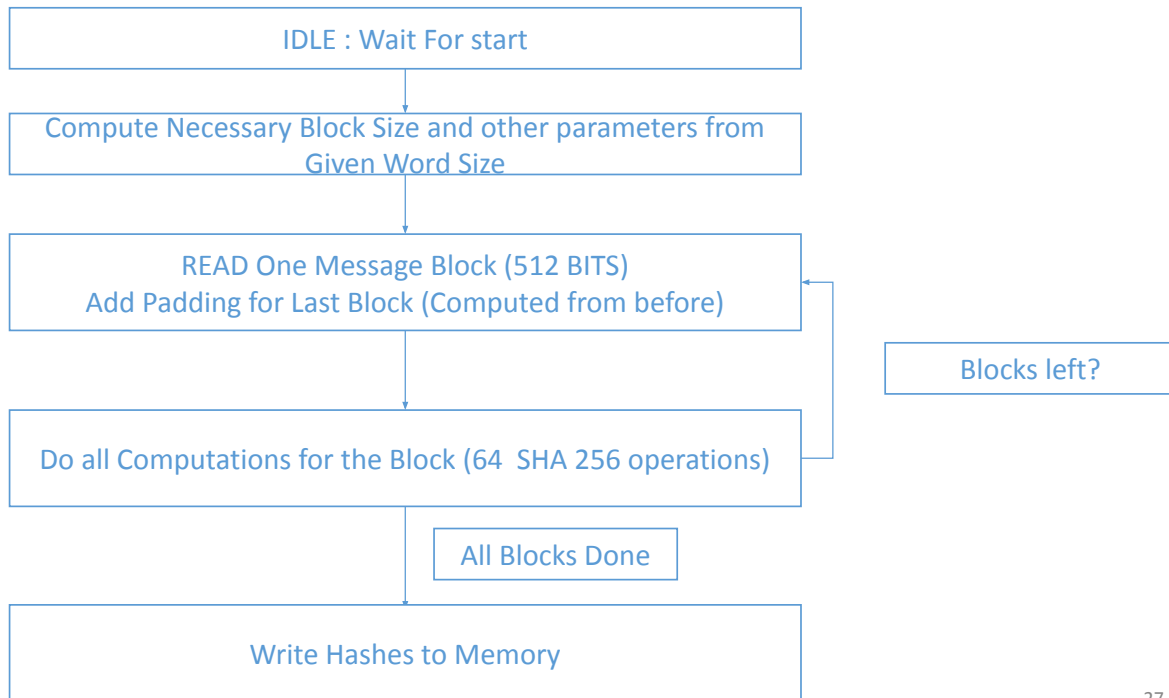 IDLE : Wait For start
Compute Necessary Block Size and other parameters from
Given Word Size
READ One Message Block (512 BITS)
Add Padding for Last Block (Computed from before)
Blocks left?
Do all Computations for the Block (64  SHA 256 operations)
All Blocks Done
Write Hashes to Memory
27